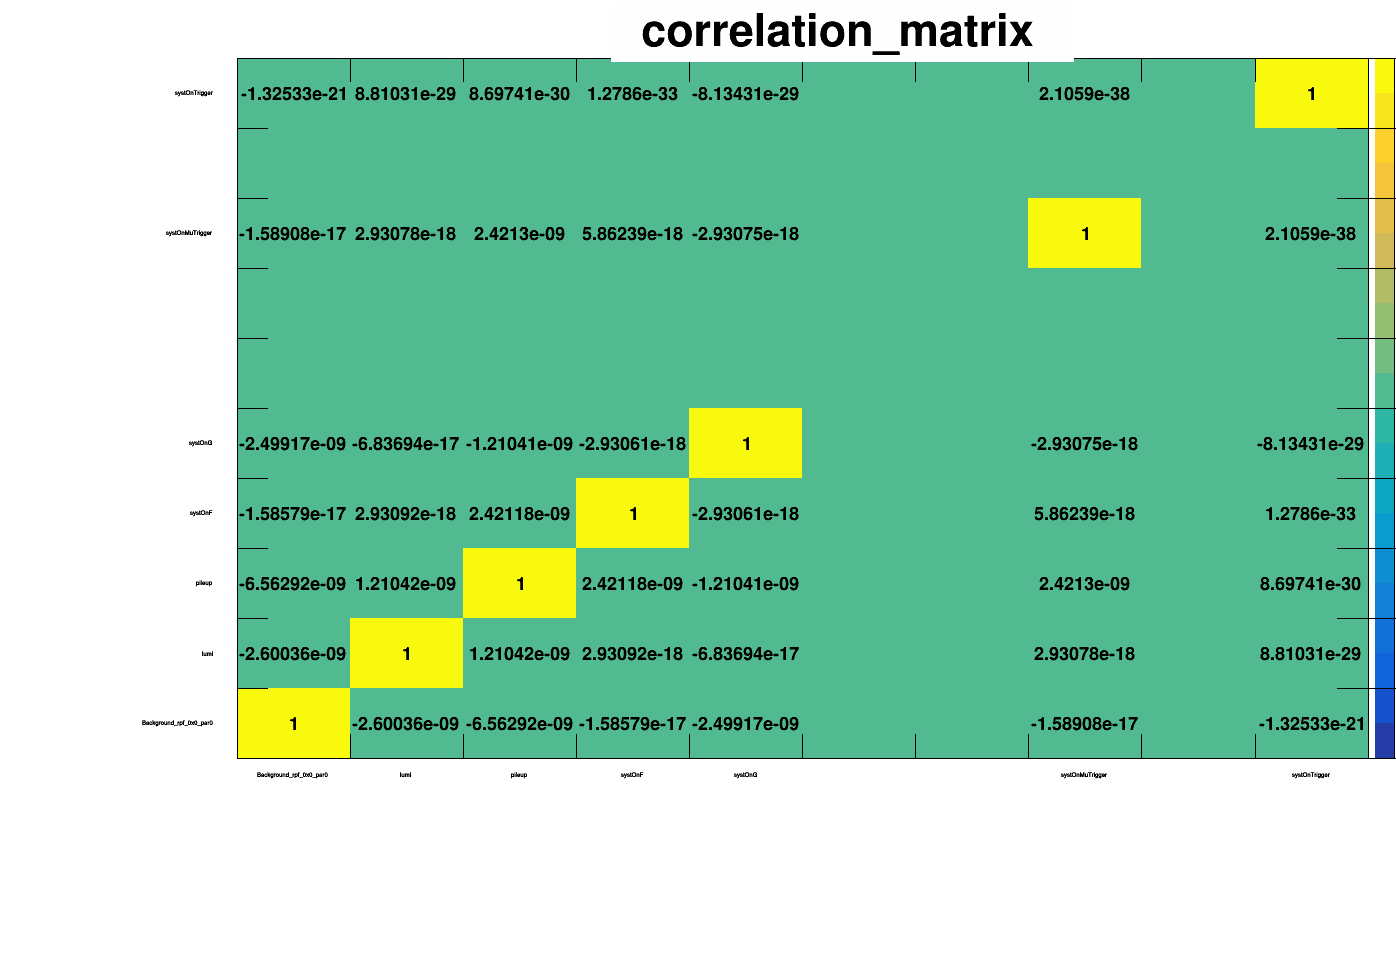 correlation_matrix
systOnTrigger -1.32533e-21 8.81031e-29 8.69741e-30 1.2786e-33 -8.13431e-29 2.1059e-38 1
systOnMuTrigger -1.58908e-17 2.93078e-18 2.4213e-09 5.86239e-18 -2.93075e-18 1 2.1059e-38
systOnG -2.49917e-09 -6.83694e-17 -1.21041e-09 -2.93061e-18 1 -2.93075e-18 -8.13431e-29
systOnF -1.58579e-17 2.93092e-18 2.42118e-09 1 -2.93061e-18 5.86239e-18 1.2786e-33
pileup -6.56292e-09 1.21042e-09 1 2.42118e-09 -1.21041e-09 2.4213e-09 8.69741e-30
lumi -2.60036e-09 1 1.21042e-09 2.93092e-18 -6.83694e-17 2.93078e-18 8.81031e-29
Background_rpf_0x0_par0 1 -2.60036e-09 -6.56292e-09 -1.58579e-17 -2.49917e-09 -1.58908e-17 -1.32533e-21
Background_rpf_0x0_par0 lumi pileup systOnF systOnG systOnMuTrigger systOnTrigger